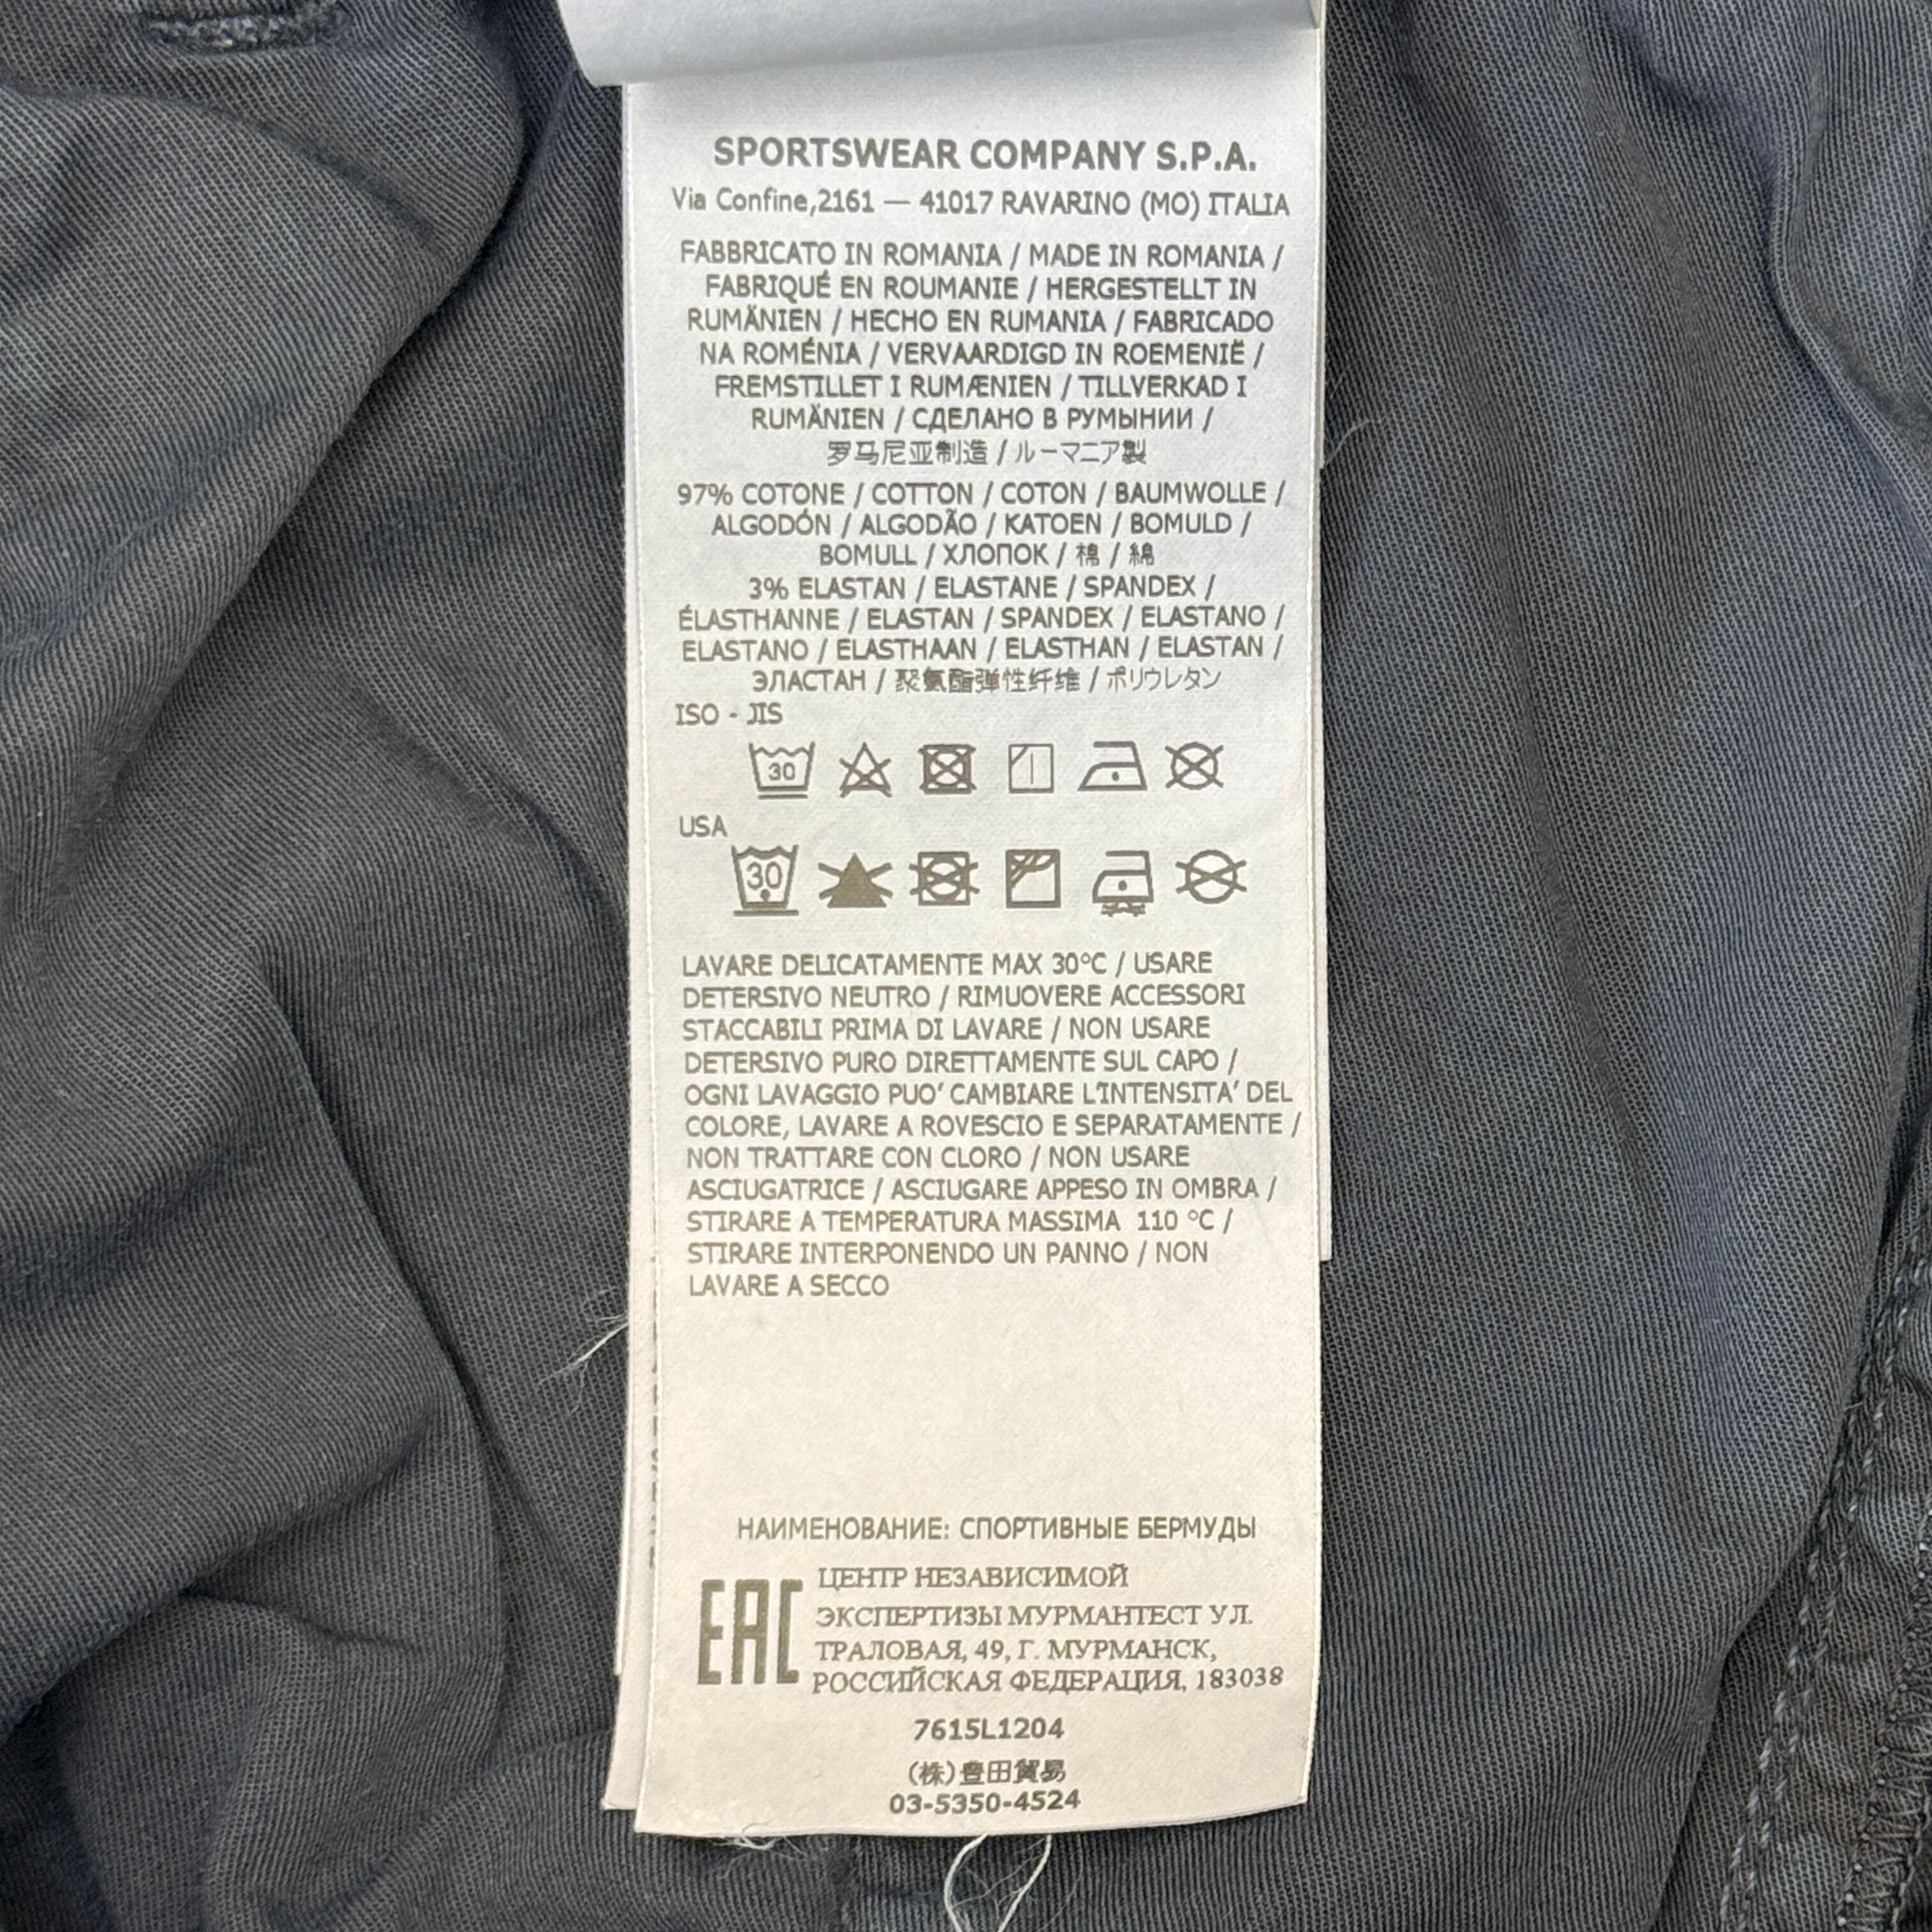 SPORTSWEAR COMPANY S.P.A.
Via Confine,2161 — 41017 RAVARINO (MO) ITALIA
FABBRICATO IN ROMANIA / MADE IN ROMANIA /
FABRIQUÉ EN ROUMANIE / HERGESTELLT IN
RUMÄNIEN / HECHO EN RUMANIA / FABRICADO
NA ROMÉNIA / VERVAARDIGD IN ROEMENIË /
FREMSTILLET I RUMÆNIEN / TILLVERKAD I
RUMÄNIEN / СДЕЛАНО В РУМЫНИИ /
罗马尼亚制造 / ルーマニア製
97% COTONE / COTTON / COTON / BAUMWOLLE /
ALGODÓN / ALGODÃO / KATOEN / BOMULD /
BOMULL / ХЛОПОК / 棉 / 綿
3% ELASTAN / ELASTANE / SPANDEX /
ÉLASTHANNE / ELASTAN / SPANDEX / ELASTANO /
ELASTANO / ELASTHAAN / ELASTHAN / ELASTAN /
ЭЛАСТАН / 聚氨酯弹性纤维 / ポリウレタン
ISO - JIS
30
USA
30
LAVARE DELICATAMENTE MAX 30°C / USARE
DETERSIVO NEUTRO / RIMUOVERE ACCESSORI
STACCABILI PRIMA DI LAVARE / NON USARE
DETERSIVO PURO DIRETTAMENTE SUL CAPO /
OGNI LAVAGGIO PUO' CAMBIARE L'INTENSITA' DEL
COLORE, LAVARE A ROVESCIO E SEPARATAMENTE /
NON TRATTARE CON CLORO / NON USARE
ASCIUGATRICE / ASCIUGARE APPESO IN OMBRA /
STIRARE A TEMPERATURA MASSIMA 110 °C /
STIRARE INTERPONENDO UN PANNO / NON
LAVARE A SECCO
НАИМЕНОВАНИЕ: СПОРТИВНЫЕ БЕРМУДЫ
EAC
ЦЕНТР НЕЗАВИСИМОЙ
ЭКСПЕРТИЗЫ МУРМАНТЕСТ УЛ.
ТРАЛОВАЯ, 49, Г. МУРМАНСК,
РОССИЙСКАЯ ФЕДЕРАЦИЯ, 183038
7615L1204
(株)豊田貿易
03-5350-4524